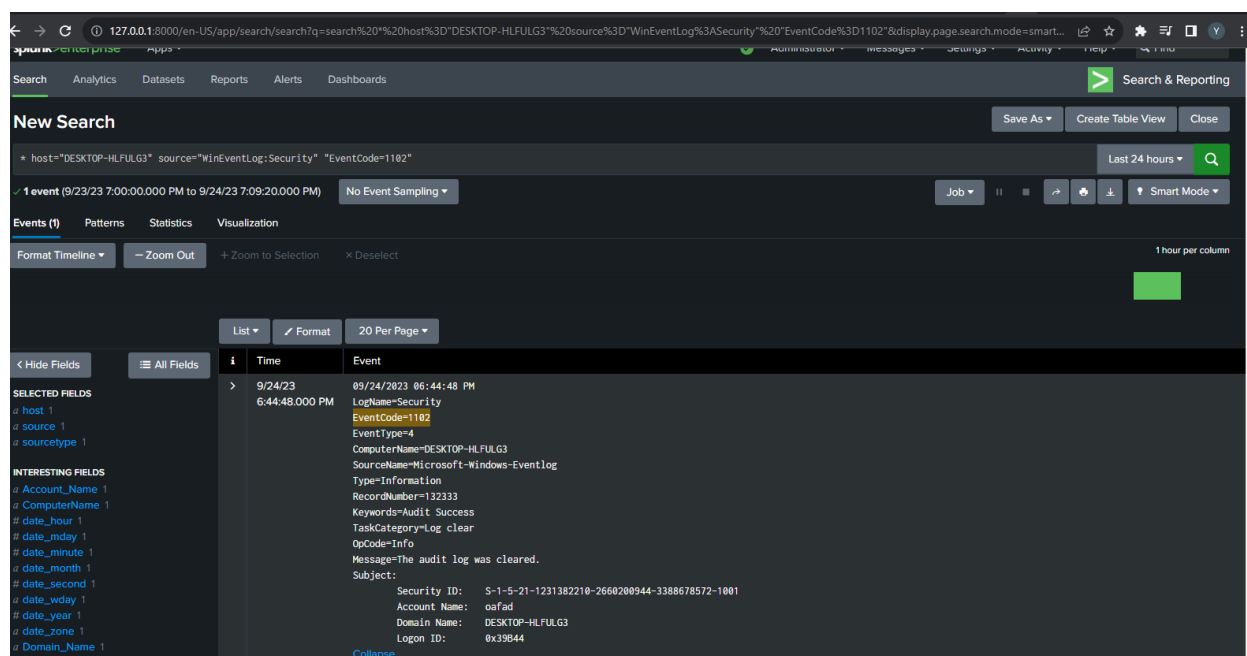 127.0.0.1:8000/en-US/app/search/search?q=search%20*%20host%3D"DESKTOP-HLFULG3"%20source%3D"WinEventLog%3ASecurity"%20"EventCode%3D1102"&display.page.search.mode=smart... Y
splunk>enterprise Apps Administrator Messages Settings Activity Help Find
Search Analytics Datasets Reports Alerts Dashboards > Search & Reporting
New Search Save As Create Table View Close
* host="DESKTOP-HLFULG3" source="WinEventLog:Security" "EventCode=1102" Last 24 hours
✓ 1 event (9/23/23 7:00:00.000 PM to 9/24/23 7:09:20.000 PM) No Event Sampling Job Smart Mode
Events (1) Patterns Statistics Visualization
Format Timeline — Zoom Out + Zoom to Selection × Deselect 1 hour per column
List Format 20 Per Page
< Hide Fields All Fields i Time Event
SELECTED FIELDS
a host 1
a source 1
a sourcetype 1
INTERESTING FIELDS
a Account_Name 1
a ComputerName 1
# date_hour 1
# date_mday 1
# date_minute 1
a date_month 1
# date_second 1
a date_wday 1
# date_year 1
a date_zone 1
a Domain_Name 1
> 9/24/23
6:44:48.000 PM
09/24/2023 06:44:48 PM
LogName=Security
EventCode=1102
EventType=4
ComputerName=DESKTOP-HLFULG3
SourceName=Microsoft-Windows-Eventlog
Type=Information
RecordNumber=132333
Keywords=Audit Success
TaskCategory=Log clear
OpCode=Info
Message=The audit log was cleared.
Subject:
Security ID: S-1-5-21-1231382210-2660200944-3388678572-1001
Account Name: oafad
Domain Name: DESKTOP-HLFULG3
Logon ID: 0x39B44
Collapse